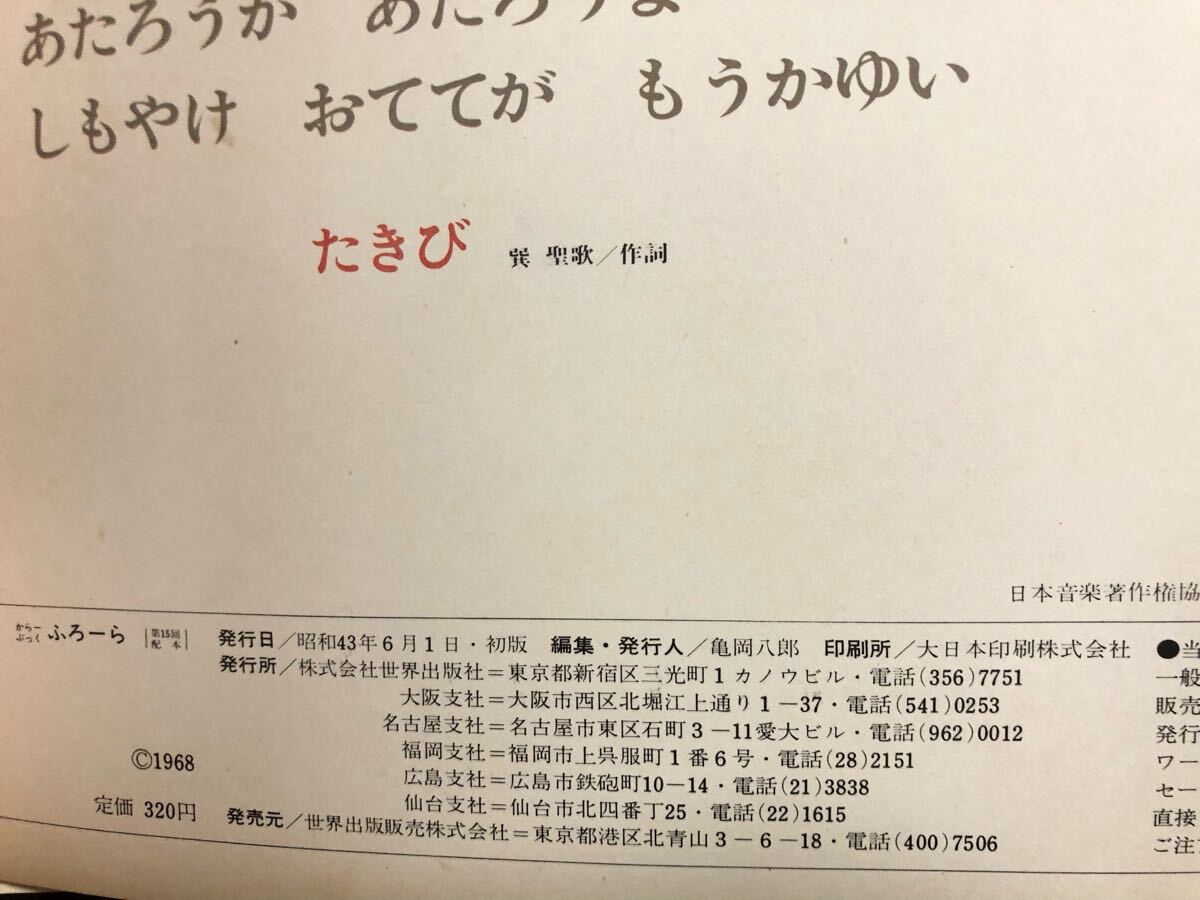 あたろうか あたろうよ
しもやけ おててが もうかゆい
たきび 巽 聖歌／作詞
日本音楽著作権協
からーぶっく ふろーら 第15回配本 発行日／昭和43年6月1日・初版 編集・発行人／亀岡八郎 印刷所／大日本印刷株式会社
発行所／株式会社世界出版社＝東京都新宿区三光町1 カノウビル・電話(356)7751
大阪支社＝大阪市西区北堀江上通り1－37・電話(541)0253
名古屋支社＝名古屋市東区石町3－11愛大ビル・電話(962)0012
福岡支社＝福岡市上呉服町1番6号・電話(28)2151
広島支社＝広島市鉄砲町10－14・電話(21)3838
仙台支社＝仙台市北四番丁25・電話(22)1615
発売元／世界出版販売株式会社＝東京都港区北青山3－6－18・電話(400)7506
©1968
定価 320円
●当
一般
販売
発行
ワー
セー
直接
ご注